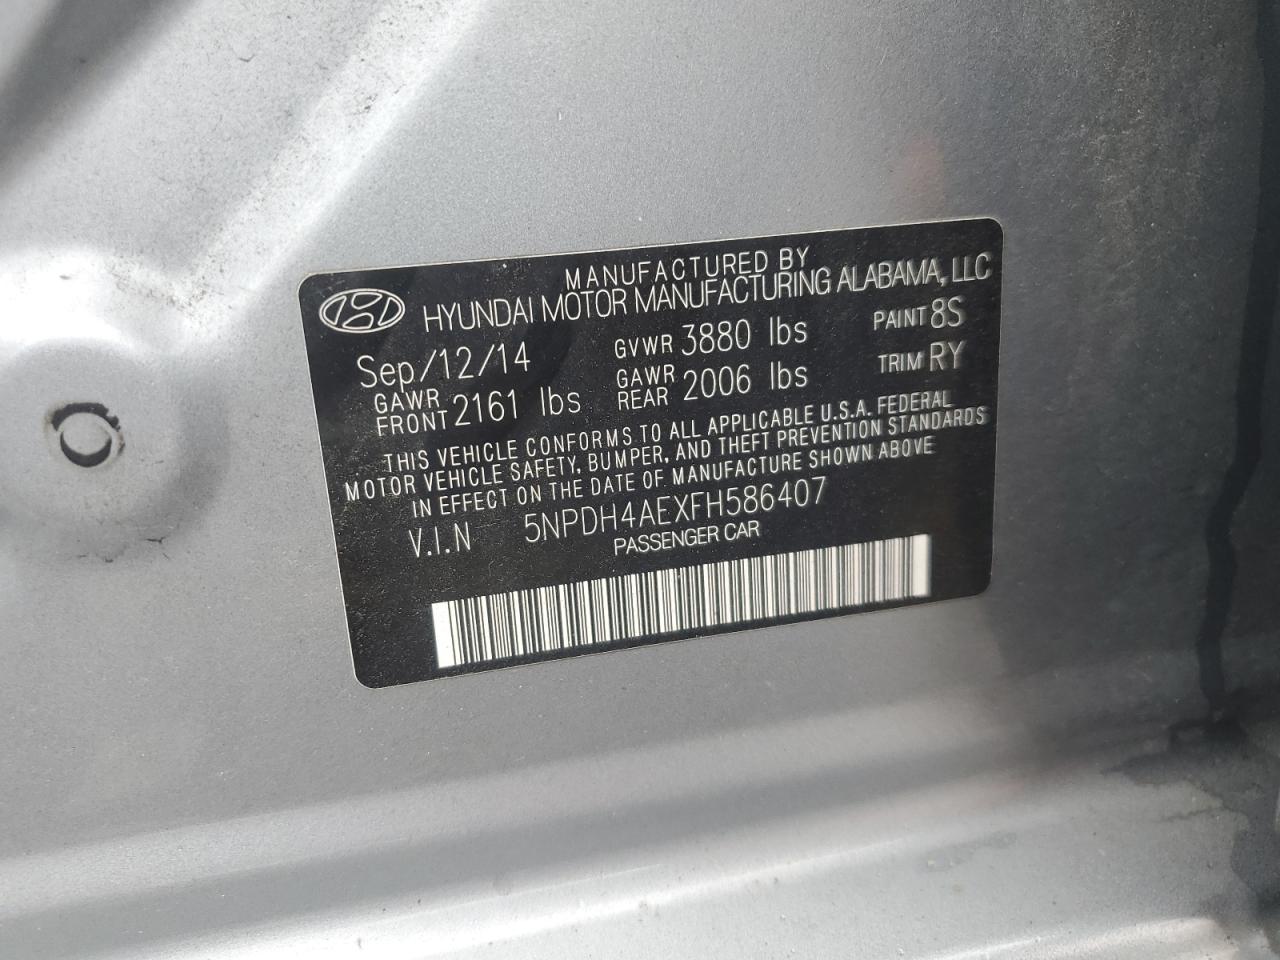 MANUFACTURED BY
HYUNDAI MOTOR MANUFACTURING ALABAMA, LLC
Sep/12/14 GVWR 3880 lbs PAINT 8S
GAWR FRONT 2161 lbs GAWR REAR 2006 lbs TRIM RY
THIS VEHICLE CONFORMS TO ALL APPLICABLE U.S.A. FEDERAL
MOTOR VEHICLE SAFETY, BUMPER, AND THEFT PREVENTION STANDARDS
IN EFFECT ON THE DATE OF MANUFACTURE SHOWN ABOVE
V.I.N 5NPDH4AEXFH586407
PASSENGER CAR